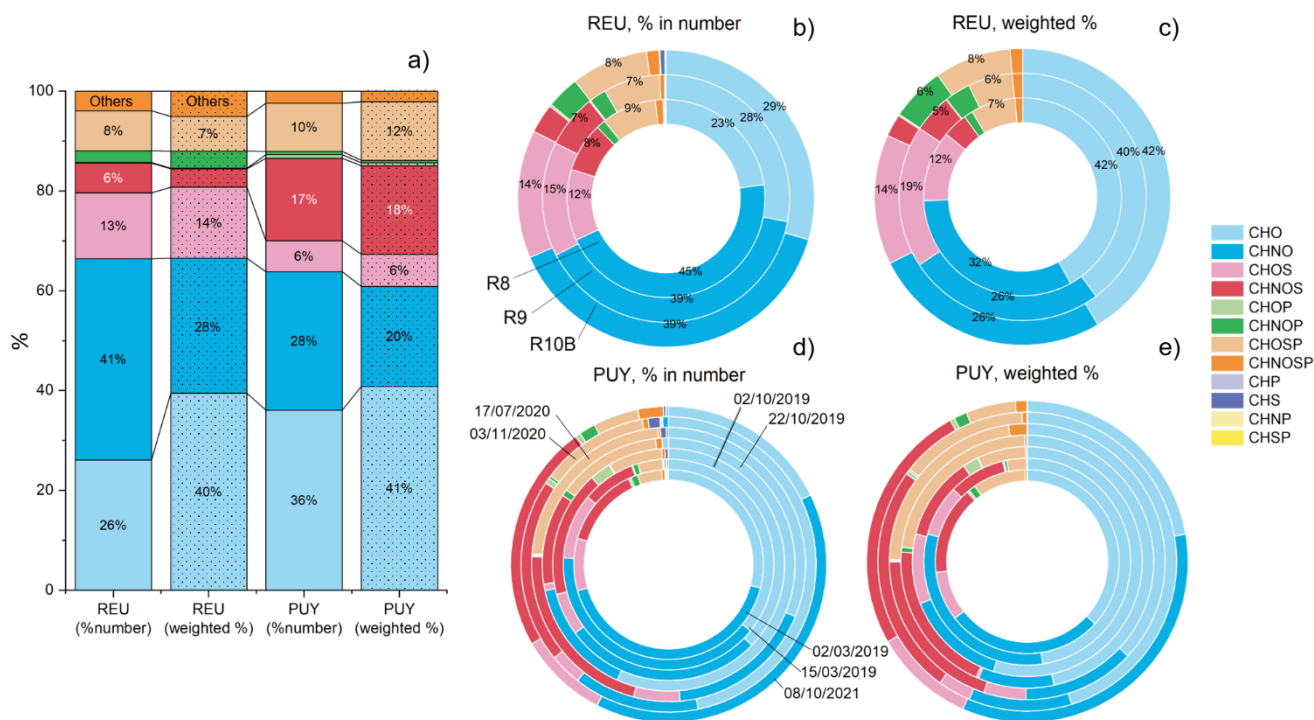 a)
%
100
80
60
40
20
0
Others
8%
6%
13%
41%
26%
Others
7%
14%
28%
40%
10%
17%
6%
28%
36%
12%
18%
6%
20%
41%
REU
(%number)
REU
(weighted %)
PUY
(%number)
PUY
(weighted %)
REU, % in number
b)
8%
7%
9%
23%
28%
29%
7%
8%
14%
15%
12%
45%
39%
39%
R8
R9
R10B
REU, weighted %
c)
8%
6%
7%
6%
5%
42%
40%
42%
14%
19%
12%
32%
26%
26%
PUY, % in number
d)
17/07/2020
03/11/2020
02/10/2019
22/10/2019
02/03/2019
15/03/2019
08/10/2021
PUY, weighted %
e)
CHO
CHNO
CHOS
CHNOS
CHOP
CHNOP
CHOSP
CHNOSP
CHP
CHS
CHNP
CHSP